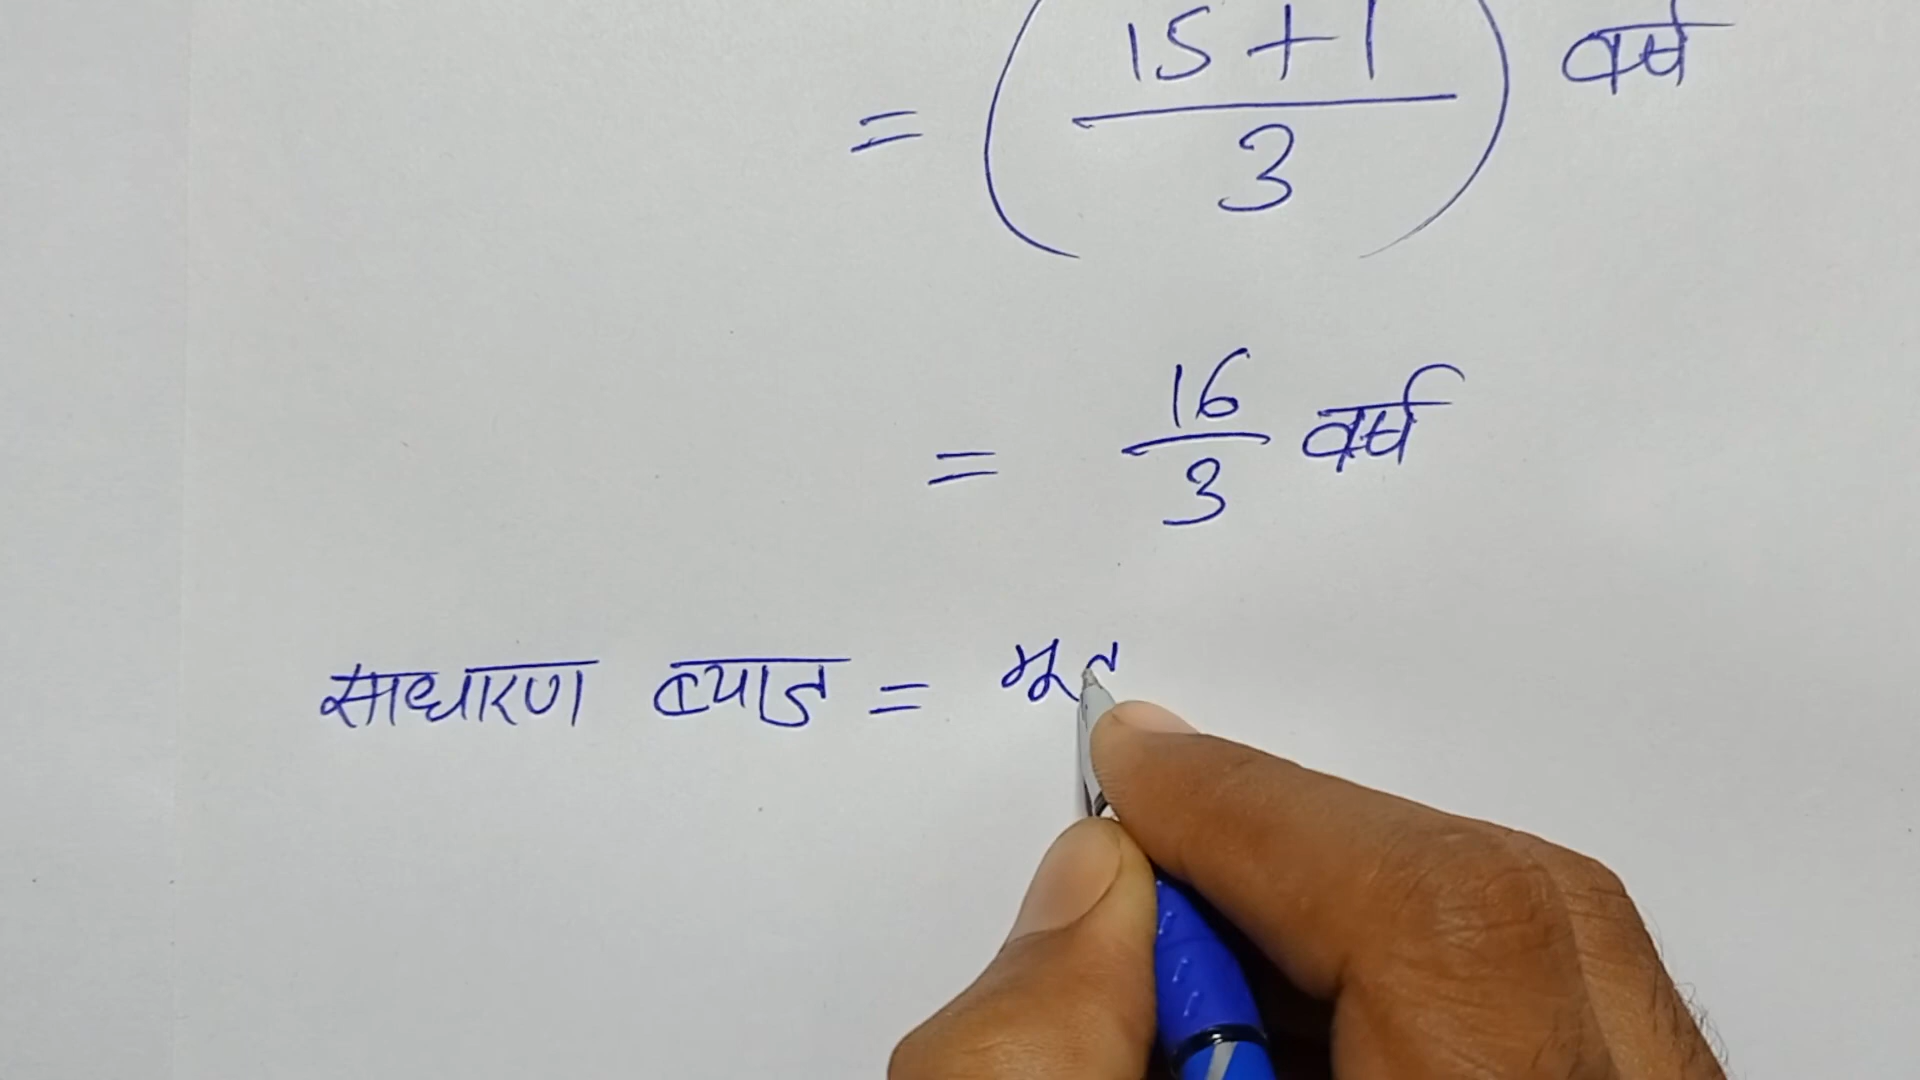 = (15+1/3) वर्ष
= 16/3 वर्ष
साधारण ब्याज = मू